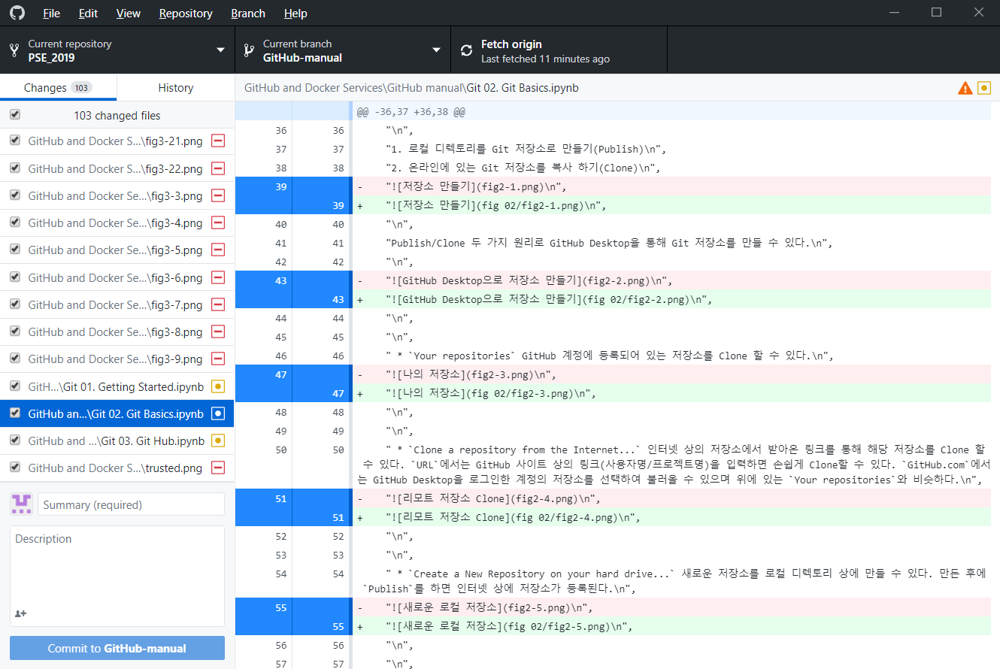 File Edit View Repository Branch Help
Current repository
PSE_2019
Current branch
GitHub-manual
Fetch origin
Last fetched 11 minutes ago
Changes 103
History
103 changed files
GitHub and Docker S...\fig3-21.png
GitHub and Docker S...\fig3-22.png
GitHub and Docker Se...\fig3-3.png
GitHub and Docker Se...\fig3-4.png
GitHub and Docker Se...\fig3-5.png
GitHub and Docker Se...\fig3-6.png
GitHub and Docker Se...\fig3-7.png
GitHub and Docker Se...\fig3-8.png
GitHub and Docker Se...\fig3-9.png
GitH...\Git 01. Getting Started.ipynb
GitHub an...\Git 02. Git Basics.ipynb
GitHub and ...\Git 03. Git Hub.ipynb
GitHub and Docker S...\trusted.png
Summary (required)
Description
Commit to GitHub-manual
GitHub and Docker Services\GitHub manual\Git 02. Git Basics.ipynb
@@ -36,37 +36,38 @@
36 36 "\n",
37 37 "1. 로컬 디렉토리를 Git 저장소로 만들기(Publish)\n",
38 38 "2. 온라인에 있는 Git 저장소를 복사 하기(Clone)\n",
39 - "![저장소 만들기](fig2-1.png)\n",
39 + "![저장소 만들기](fig 02/fig2-1.png)\n",
40 40 "\n",
41 41 "Publish/Clone 두 가지 원리로 GitHub Desktop을 통해 Git 저장소를 만들 수 있다.\n",
42 42 "\n",
43 - "![GitHub Desktop으로 저장소 만들기](fig2-2.png)\n",
43 + "![GitHub Desktop으로 저장소 만들기](fig 02/fig2-2.png)\n",
44 44 "\n",
45 45 "\n",
46 46 " * `Your repositories` GitHub 계정에 등록되어 있는 저장소를 Clone 할 수 있다.\n",
47 - "![나의 저장소](fig2-3.png)\n",
47 + "![나의 저장소](fig 02/fig2-3.png)\n",
48 48 "\n",
49 49 "\n",
50 50 " * `Clone a repository from the Internet...` 인터넷 상의 저장소에서 받아온 링크를 통해 해당 저장소를 Clone 할
수 있다. `URL`에서는 GitHub 사이트 상의 링크(사용자명/프로젝트명)을 입력하면 손쉽게 Clone할 수 있다. `GitHub.com`에서
는 GitHub Desktop을 로그인한 계정의 저장소를 선택하여 불러올 수 있으며 위에 있는 `Your repositories`와 비슷하다.\n",
51 - "![리모트 저장소 Clone](fig2-4.png)\n",
51 + "![리모트 저장소 Clone](fig 02/fig2-4.png)\n",
52 52 "\n",
53 53 "\n",
54 54 " * `Create a New Repository on your hard drive...` 새로운 저장소를 로컬 디렉토리 상에 만들 수 있다. 만든 후에
`Publish`를 하면 인터넷 상에 저장소가 등록된다.\n",
55 - "![새로운 로컬 저장소](fig2-5.png)\n",
55 + "![새로운 로컬 저장소](fig 02/fig2-5.png)\n",
56 56 "\n",
57 57 "\n",